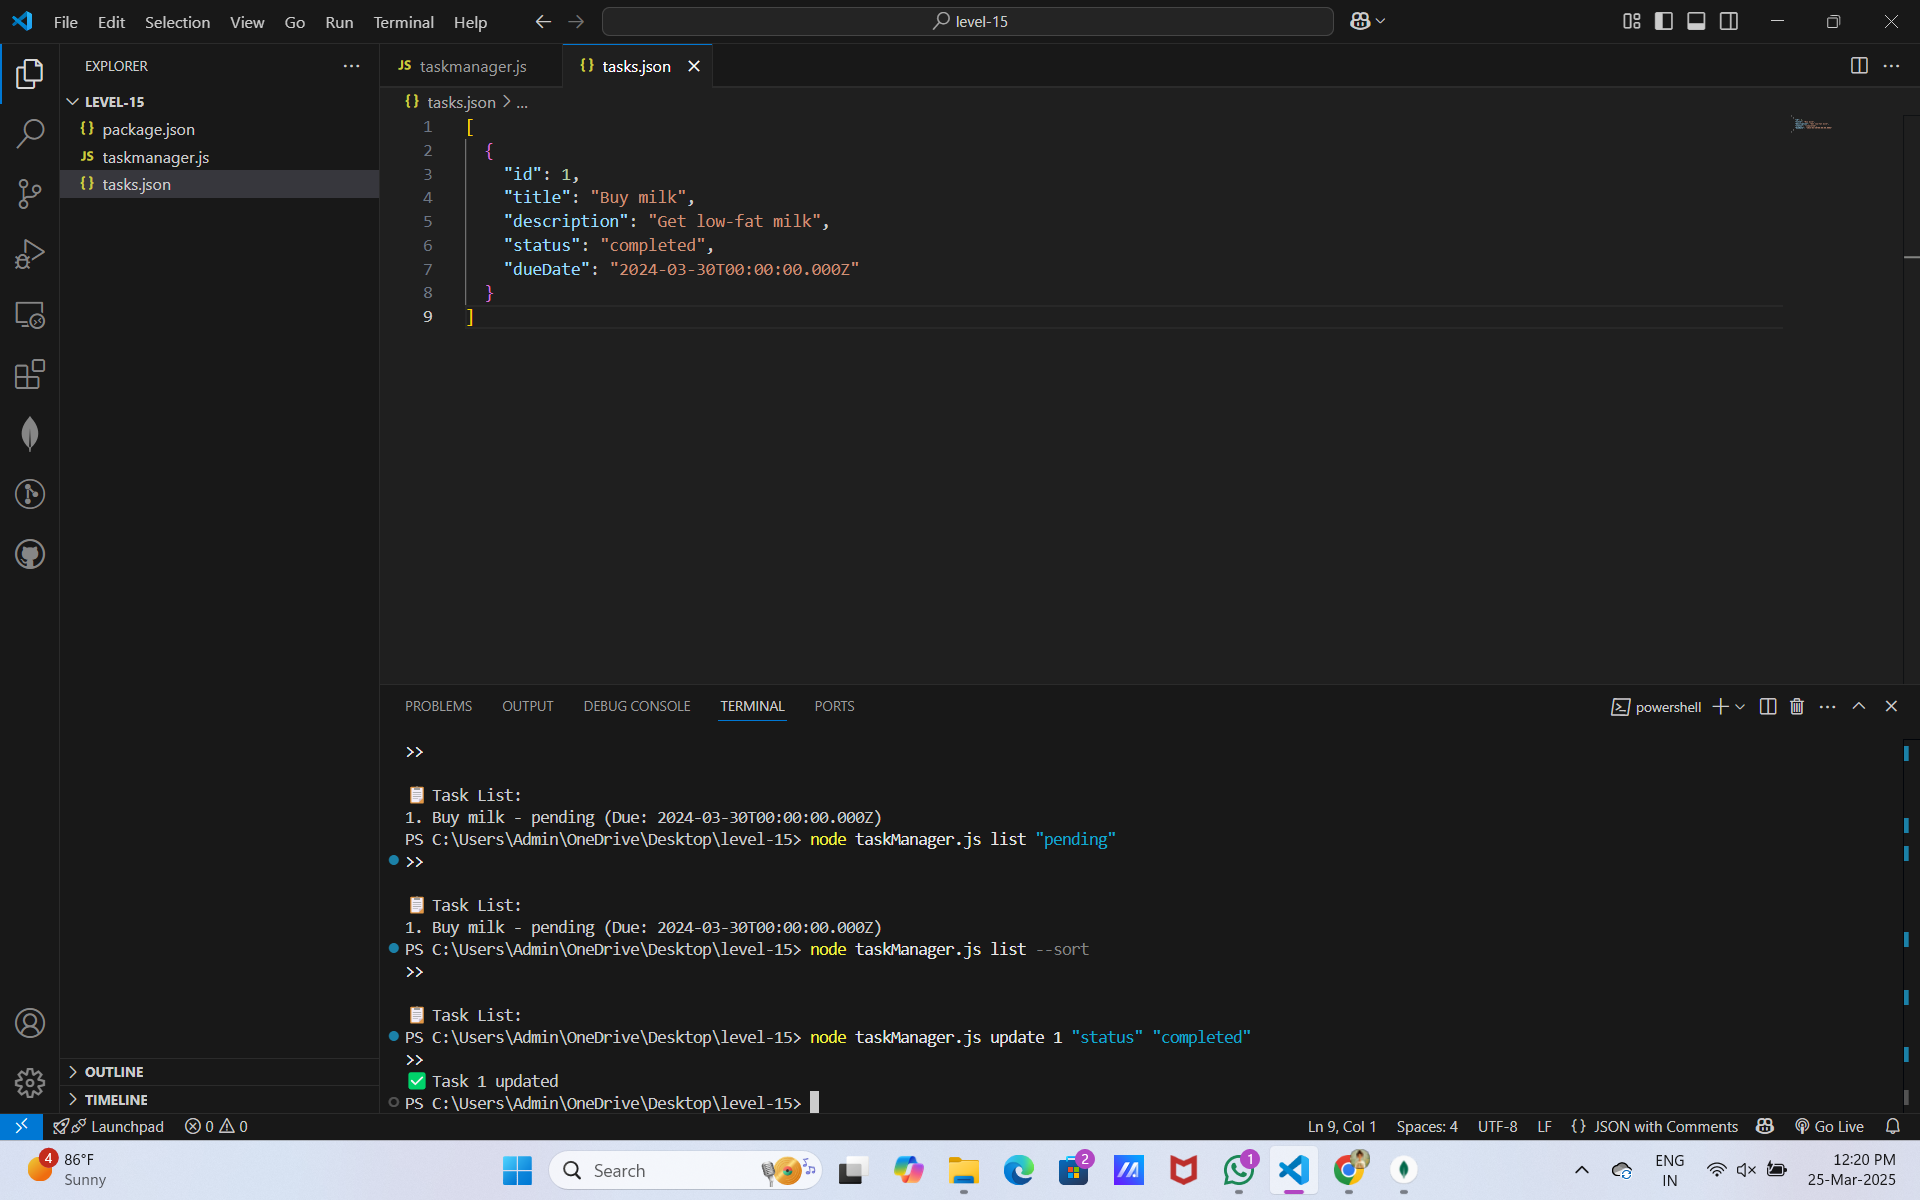 File Edit Selection View Go Run Terminal Help
level-15
EXPLORER
LEVEL-15
package.json
JS taskmanager.js
tasks.json
OUTLINE
TIMELINE
JS taskmanager.js
{} tasks.json
{} tasks.json > ...
1 [
2 {
3 "id": 1,
4 "title": "Buy milk",
5 "description": "Get low-fat milk",
6 "status": "completed",
7 "dueDate": "2024-03-30T00:00:00.000Z"
8 }
9 ]
PROBLEMS OUTPUT DEBUG CONSOLE TERMINAL PORTS
powershell
>>
📋 Task List:
1. Buy milk - pending (Due: 2024-03-30T00:00:00.000Z)
PS C:\Users\Admin\OneDrive\Desktop\level-15> node taskManager.js list "pending"
>>
📋 Task List:
1. Buy milk - pending (Due: 2024-03-30T00:00:00.000Z)
PS C:\Users\Admin\OneDrive\Desktop\level-15> node taskManager.js list --sort
>>
📋 Task List:
PS C:\Users\Admin\OneDrive\Desktop\level-15> node taskManager.js update 1 "status" "completed"
>>
✅ Task 1 updated
PS C:\Users\Admin\OneDrive\Desktop\level-15>
Launchpad 0 0 Ln 9, Col 1 Spaces: 4 UTF-8 LF {} JSON with Comments Go Live
4 86°F
Sunny
Search
2
1
ENG
IN
12:20 PM
25-Mar-2025